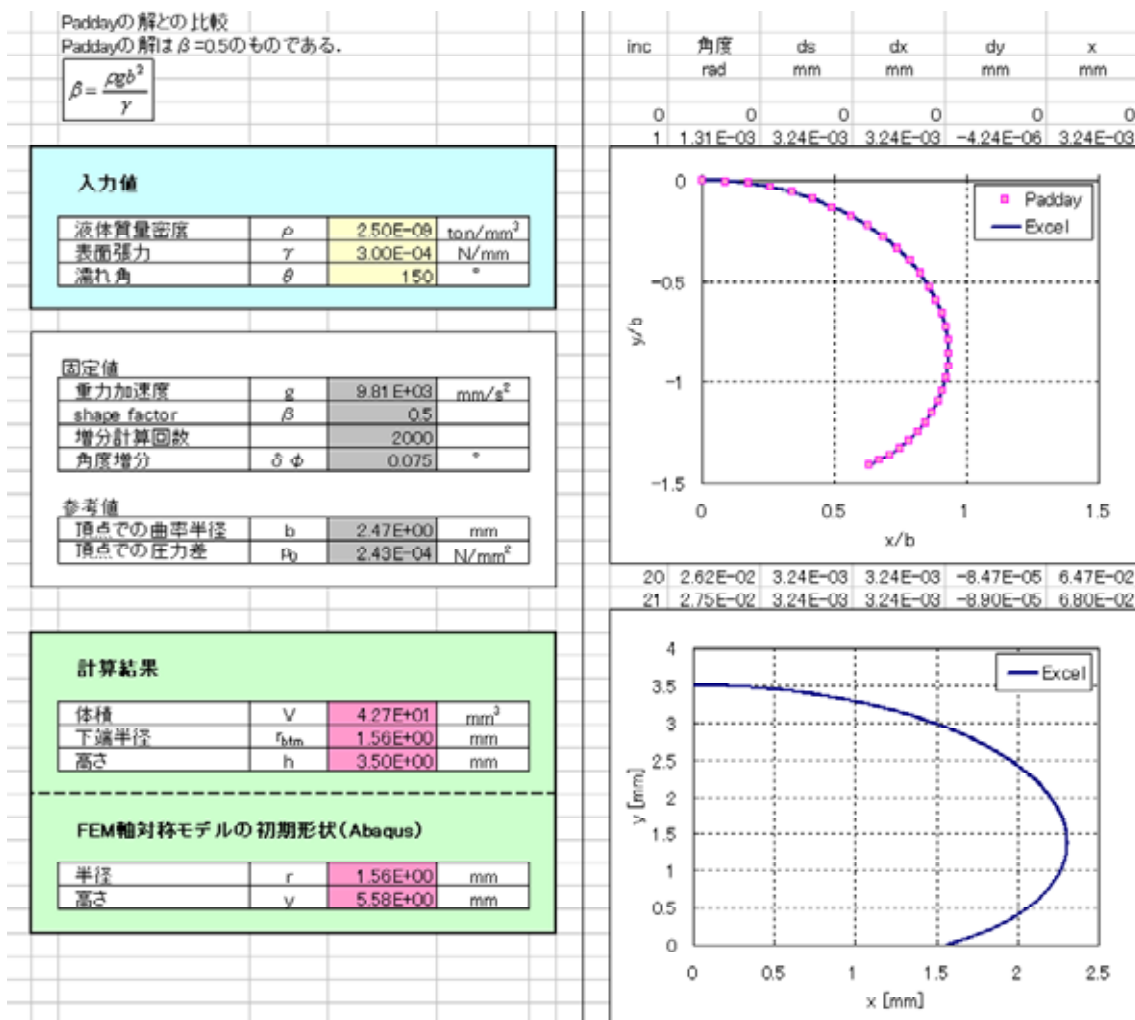 Paddayの解との比較
Paddayの解はβ=0.5のものである.
β=ρgb²/γ
入力値
液体質量密度 ρ 2.50E-09 ton/mm³
表面張力 γ 3.00E-04 N/mm
濡れ角 θ 150 °
固定値
重力加速度 g 9.81E+03 mm/s²
shape factor β 0.5
増分計算回数 2000
角度増分 δφ 0.075 °
参考値
頂点での曲率半径 b 2.47E+00 mm
頂点での圧力差 p₀ 2.43E-04 N/mm²
計算結果
体積 V 4.27E+01 mm³
下端半径 r_btm 1.56E+00 mm
高さ h 3.50E+00 mm
FEM軸対称モデルの初期形状(Abaqus)
半径 r 1.56E+00 mm
高さ y 5.58E+00 mm
inc 角度 ds dx dy x
rad mm mm mm mm
0 0 0 0 0 0
1 1.31E-03 3.24E-03 3.24E-03 -4.24E-06 3.24E-03
0
-0.5
-1
-1.5
y/b
0 0.5 1 1.5
x/b
Padday
Excel
20 2.62E-02 3.24E-03 3.24E-03 -8.47E-05 6.47E-02
21 2.75E-02 3.24E-03 3.24E-03 -8.90E-05 6.80E-02
4
3.5
3
2.5
2
1.5
1
0.5
0
y [mm]
0 0.5 1 1.5 2 2.5
x [mm]
Excel